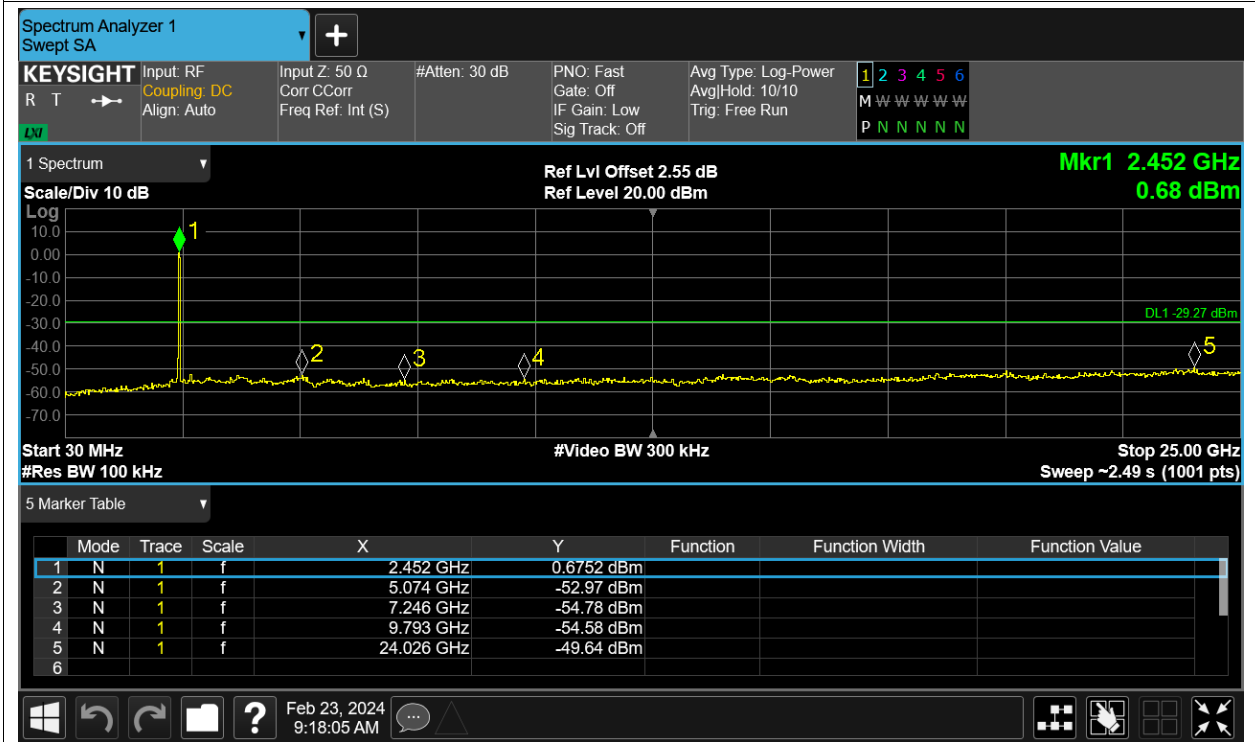 Spectrum Analyzer 1
Swept SA
+
KEYSIGHT
R T
LXI
Input: RF
Coupling: DC
Align: Auto
Input Z: 50 Ω
Corr CCorr
Freq Ref: Int (S)
#Atten: 30 dB
PNO: Fast
Gate: Off
IF Gain: Low
Sig Track: Off
Avg Type: Log-Power
Avg|Hold: 10/10
Trig: Free Run
1 2 3 4 5 6
M W W W W W
P N N N N N
1 Spectrum
Scale/Div 10 dB
Ref Lvl Offset 2.55 dB
Ref Level 20.00 dBm
Mkr1 2.452 GHz
0.68 dBm
Log
10.0
0.00
-10.0
-20.0
-30.0
-40.0
-50.0
-60.0
-70.0
1
2
3
4
5
DL1 -29.27 dBm
Start 30 MHz
#Video BW 300 kHz
Stop 25.00 GHz
#Res BW 100 kHz
Sweep ~2.49 s (1001 pts)
5 Marker Table
Mode Trace Scale X Y Function Function Width Function Value
1 N 1 f 2.452 GHz 0.6752 dBm
2 N 1 f 5.074 GHz -52.97 dBm
3 N 1 f 7.246 GHz -54.78 dBm
4 N 1 f 9.793 GHz -54.58 dBm
5 N 1 f 24.026 GHz -49.64 dBm
6
?
Feb 23, 2024
9:18:05 AM